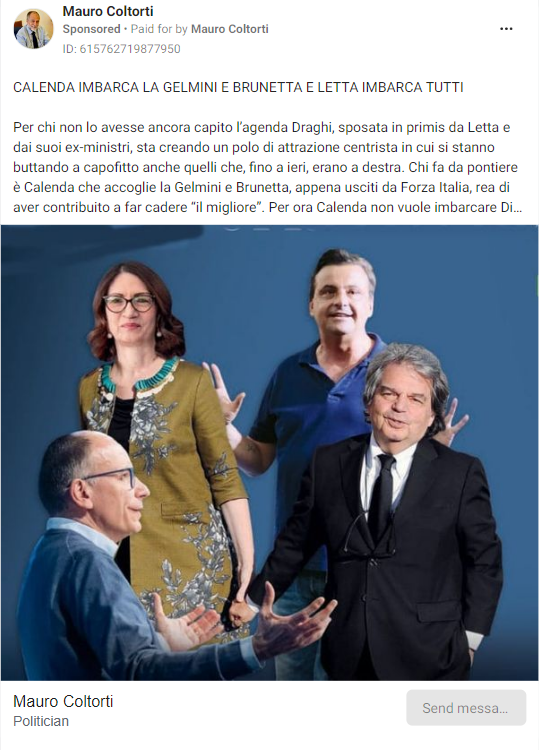 Mauro Coltorti
Sponsored • Paid for by Mauro Coltorti
ID: 615762719877950
CALENDA IMBARCA LA GELMINI E BRUNETTA E LETTA IMBARCA TUTTI
Per chi non lo avesse ancora capito l'agenda Draghi, sposata in primis da Letta e
dai suoi ex-ministri, sta creando un polo di attrazione centrista in cui si stanno
buttando a capofitto anche quelli che, fino a ieri, erano a destra. Chi fa da pontiere
è Calenda che accoglie la Gelmini e Brunetta, appena usciti da Forza Italia, rea di
aver contribuito a far cadere “il migliore”. Per ora Calenda non vuole imbarcare Di...
Mauro Coltorti
Politician
Send messa...